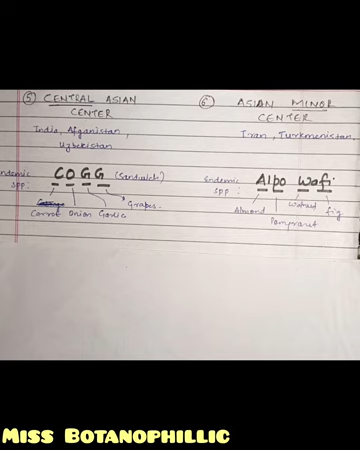 ⑤ CENTRAL ASIAN
CENTER
India, Afganistan,
Uzbekistan
Endemic
spp:
COGG (Sandwich)
Carrot Onion Garlic
Grapes.
⑥ ASIAN MINOR
CENTER
Iran, Turkmenistan,
Endemic
spp:
Alpo Wafi
Almond
Walnut
fig
MISS BOTANOPHILLIC